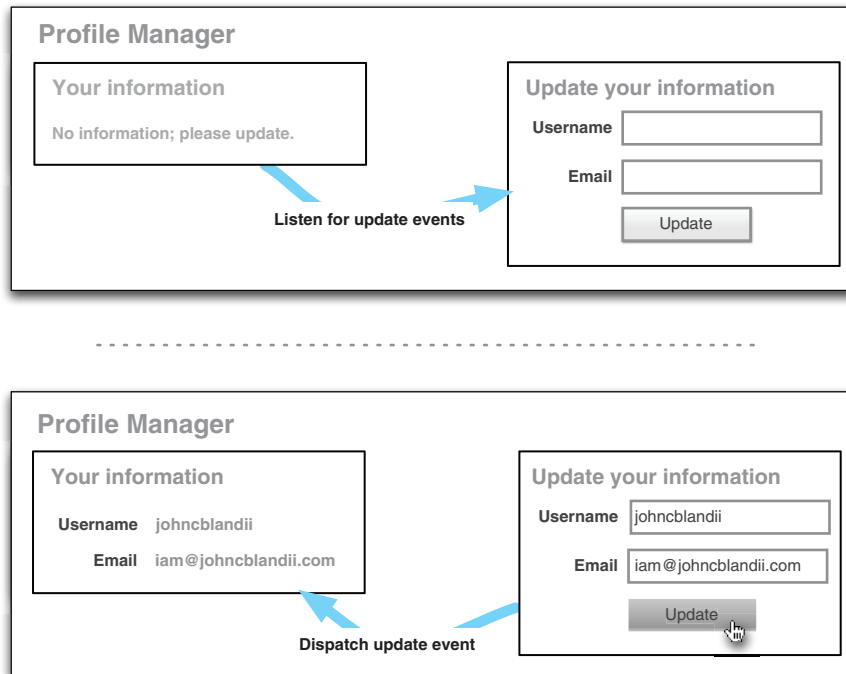 Profile Manager
Your information
No information; please update.
Update your information
Username
Email
Update
Listen for update events
Profile Manager
Your information
Username johncblandii
Email iam@johncblandii.com
Update your information
Username johncblandii
Email iam@johncblandii.com
Update
Dispatch update event